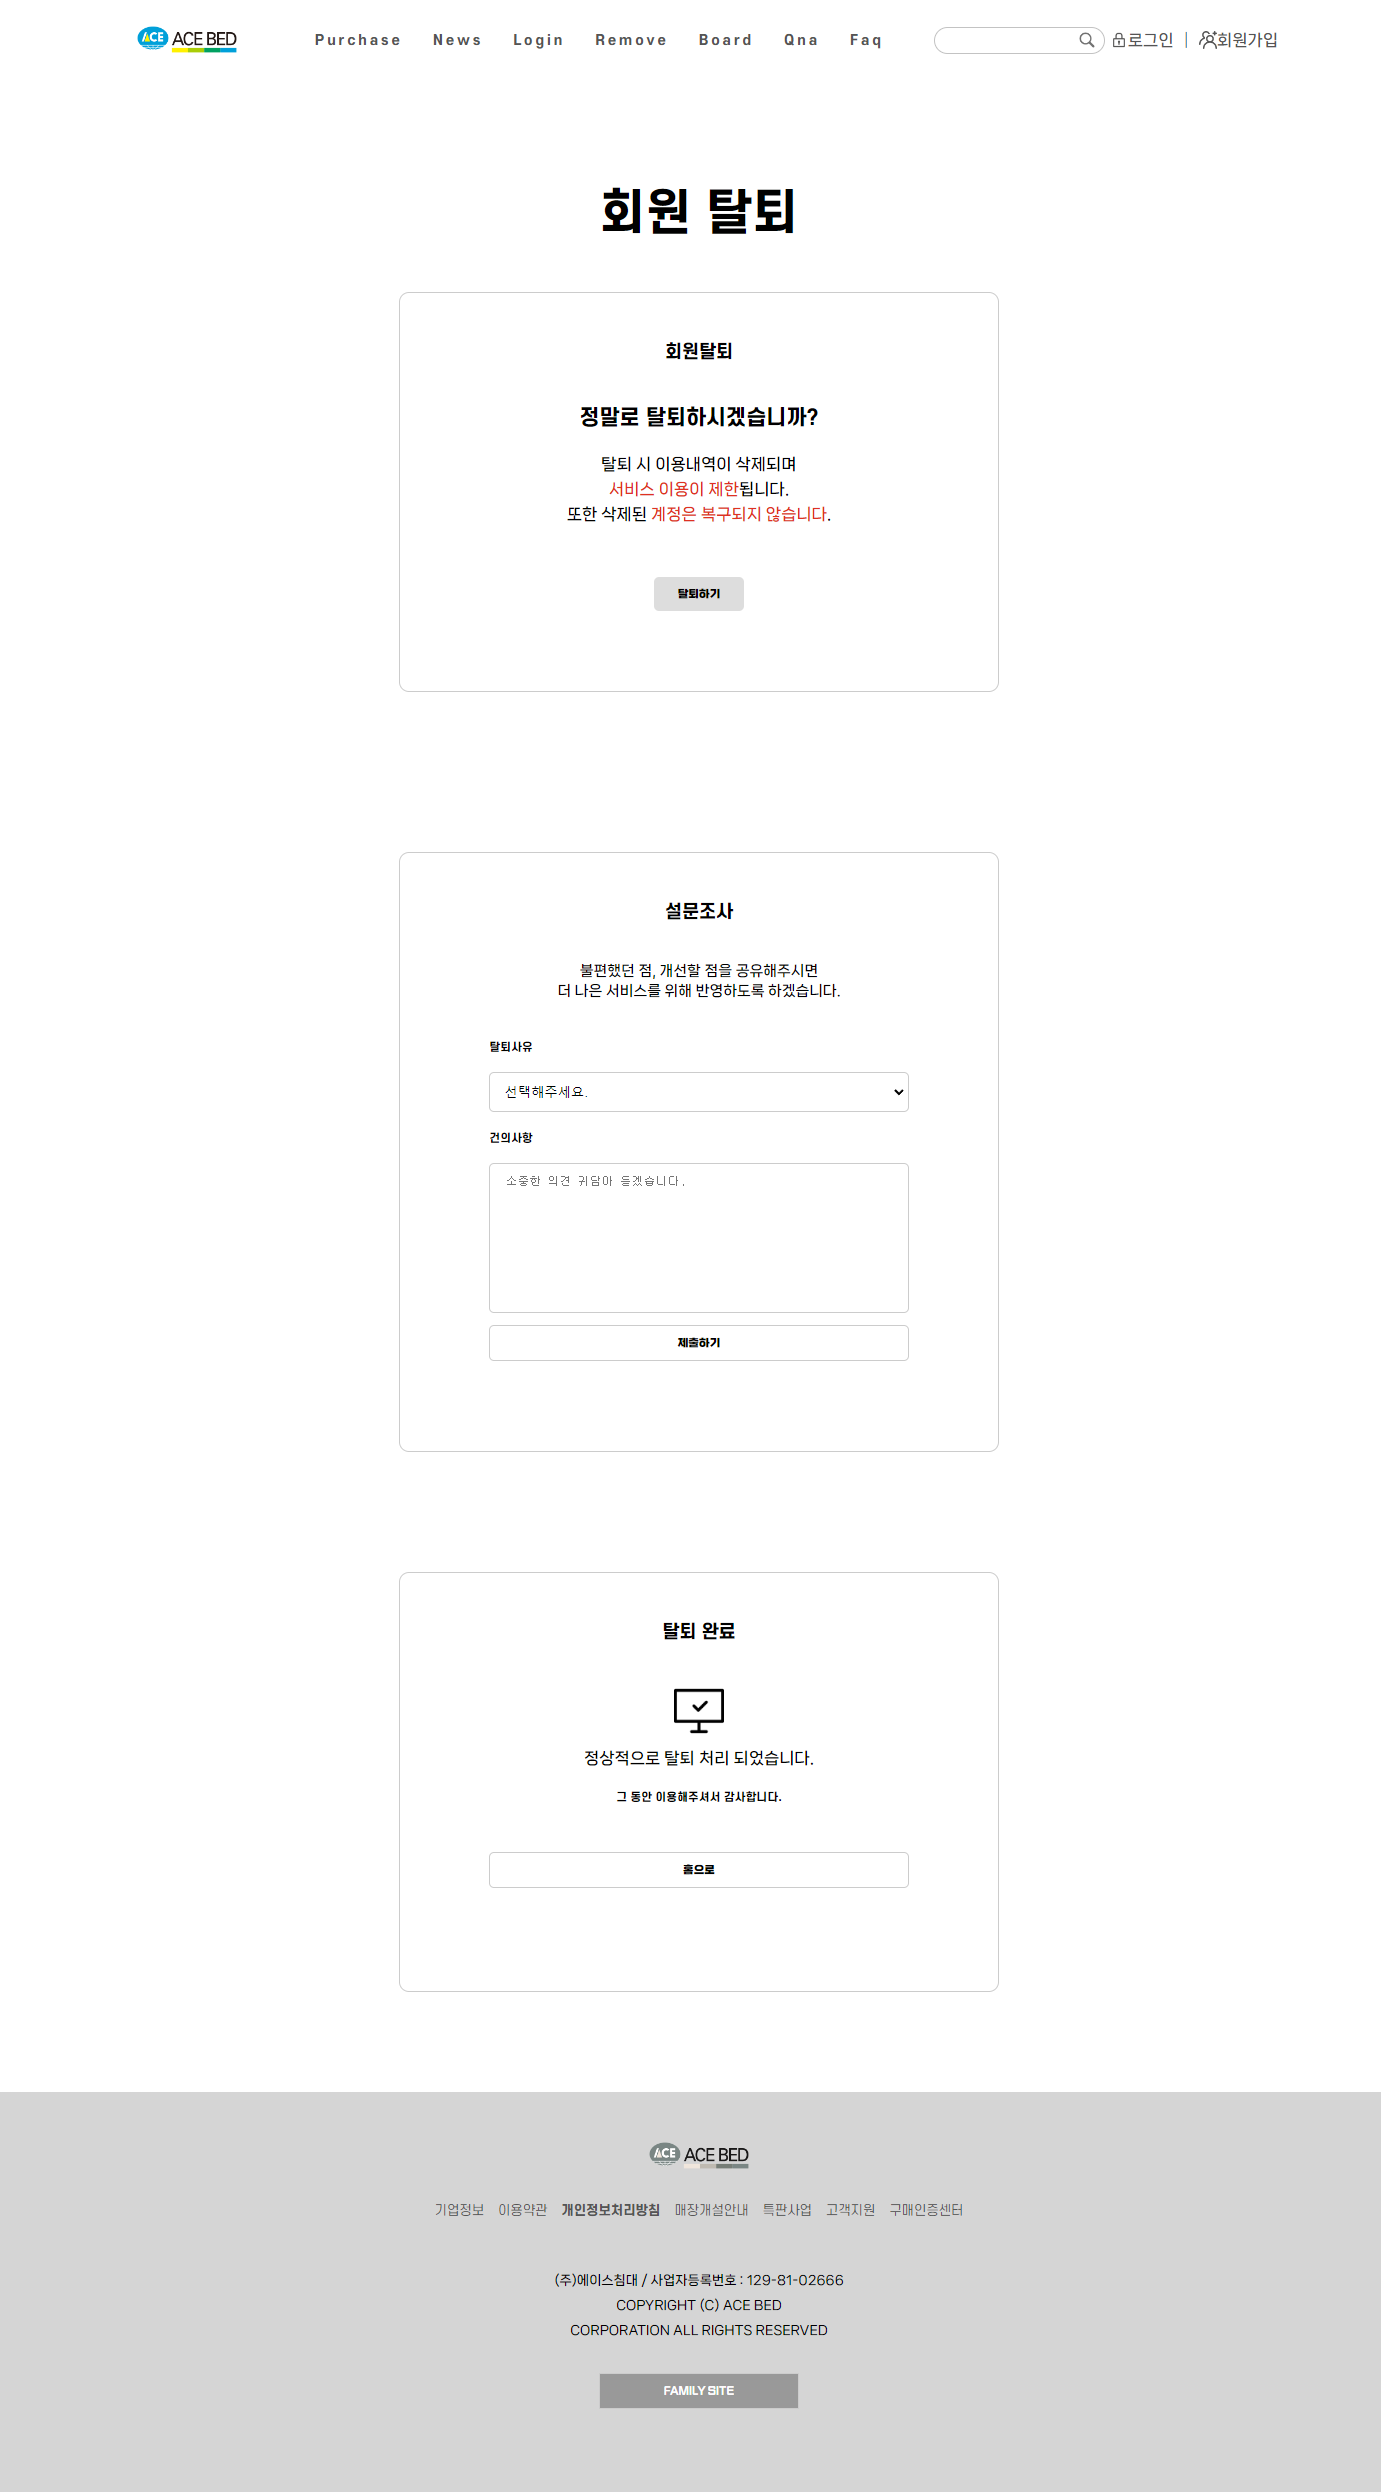 ACE ACE BED
Purchase News Login Remove Board Qna Faq
로그인 | 회원가입
회원 탈퇴
회원탈퇴
정말로 탈퇴하시겠습니까?
탈퇴 시 이용내역이 삭제되며
서비스 이용이 제한됩니다.
또한 삭제된 계정은 복구되지 않습니다.
탈퇴하기
설문조사
불편했던 점, 개선할 점을 공유해주시면
더 나은 서비스를 위해 반영하도록 하겠습니다.
탈퇴사유
선택해주세요.
건의사항
소중한 의견 귀담아 듣겠습니다.
제출하기
탈퇴 완료
정상적으로 탈퇴 처리 되었습니다.
그 동안 이용해주셔서 감사합니다.
홈으로
ACE ACE BED
기업정보 이용약관 개인정보처리방침 매장개설안내 특판사업 고객지원 구매인증센터
(주)에이스침대 / 사업자등록번호 : 129-81-02666
COPYRIGHT (C) ACE BED
CORPORATION ALL RIGHTS RESERVED
FAMILY SITE